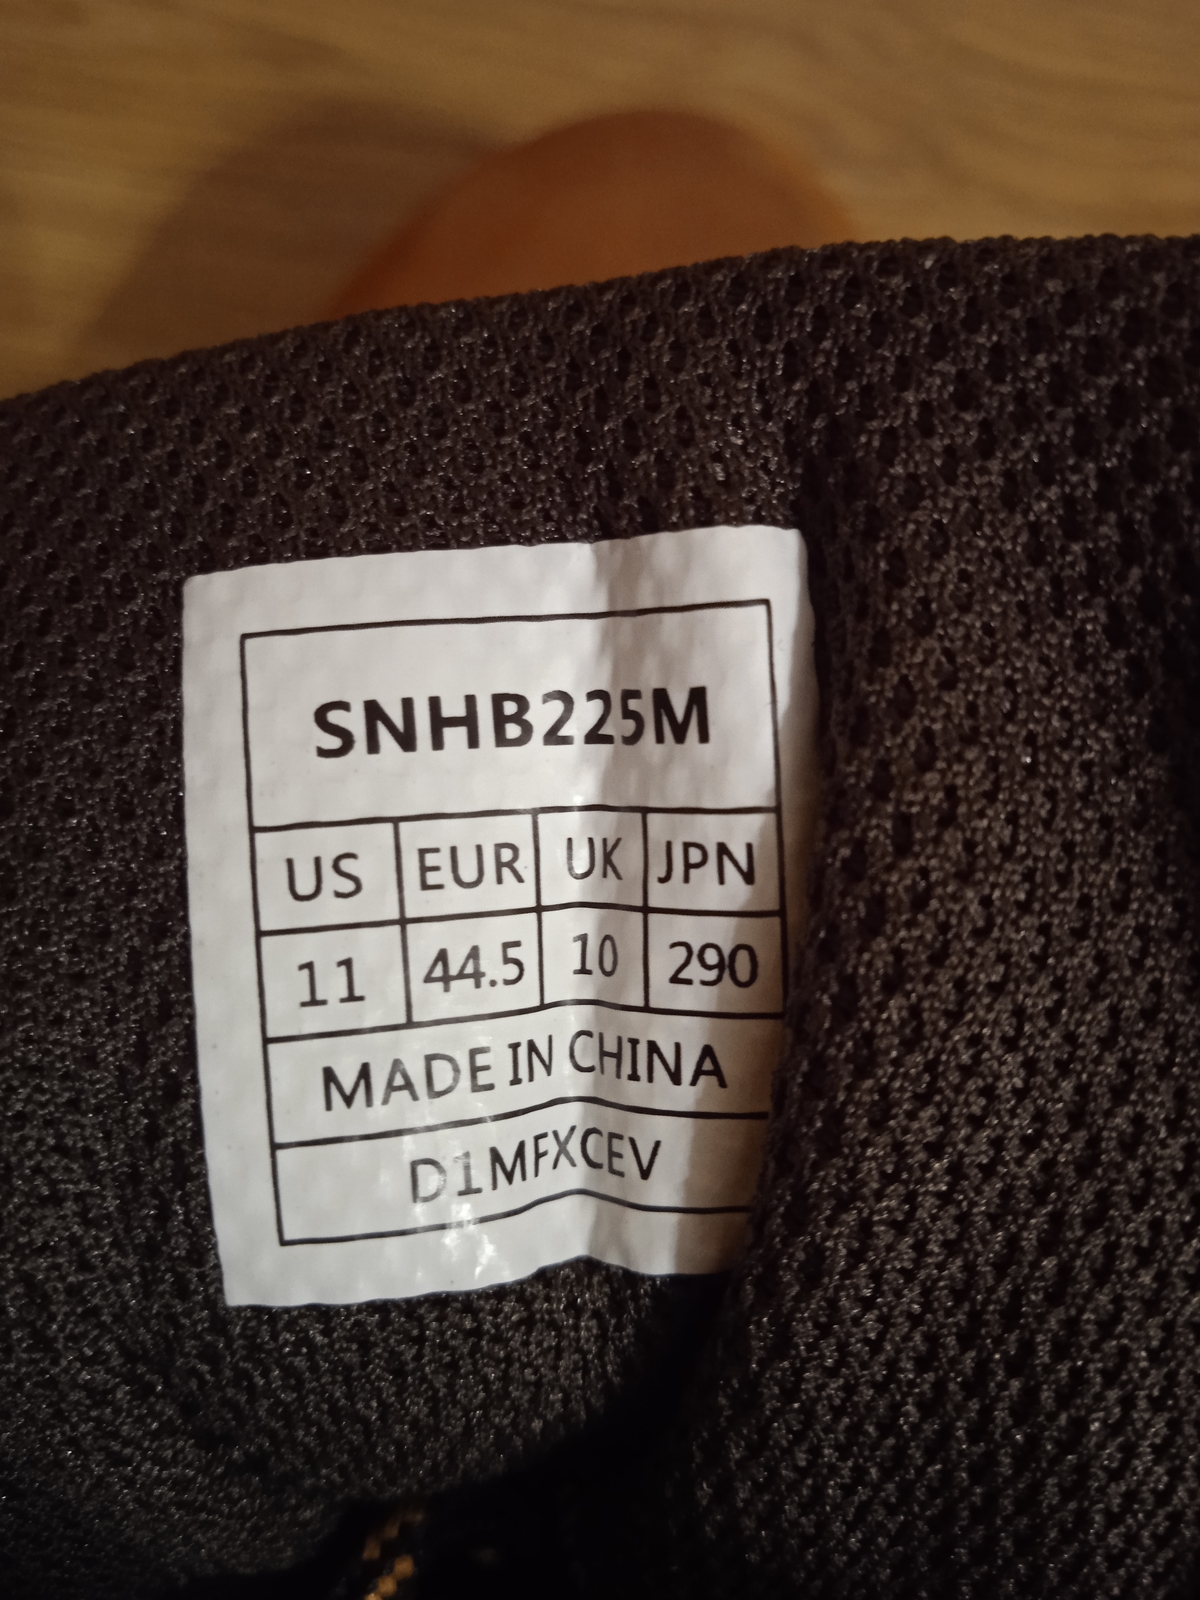 SNHB225M
US EUR UK JPN
11 44.5 10 290
MADE IN CHINA
D1MFXCEV